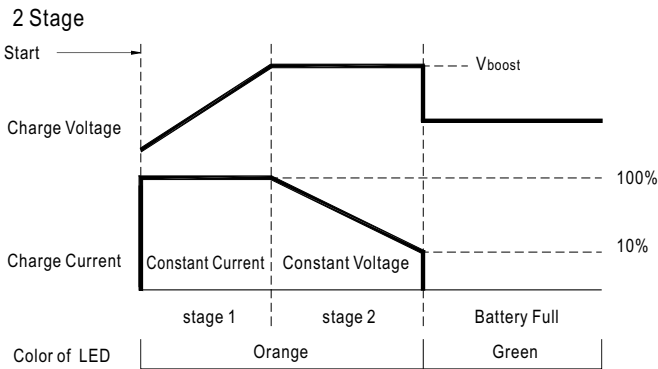 2 Stage
Start
Vboost
Charge Voltage
100%
10%
Charge Current
Constant Current
Constant Voltage
stage 1
stage 2
Battery Full
Color of LED
Orange
Green